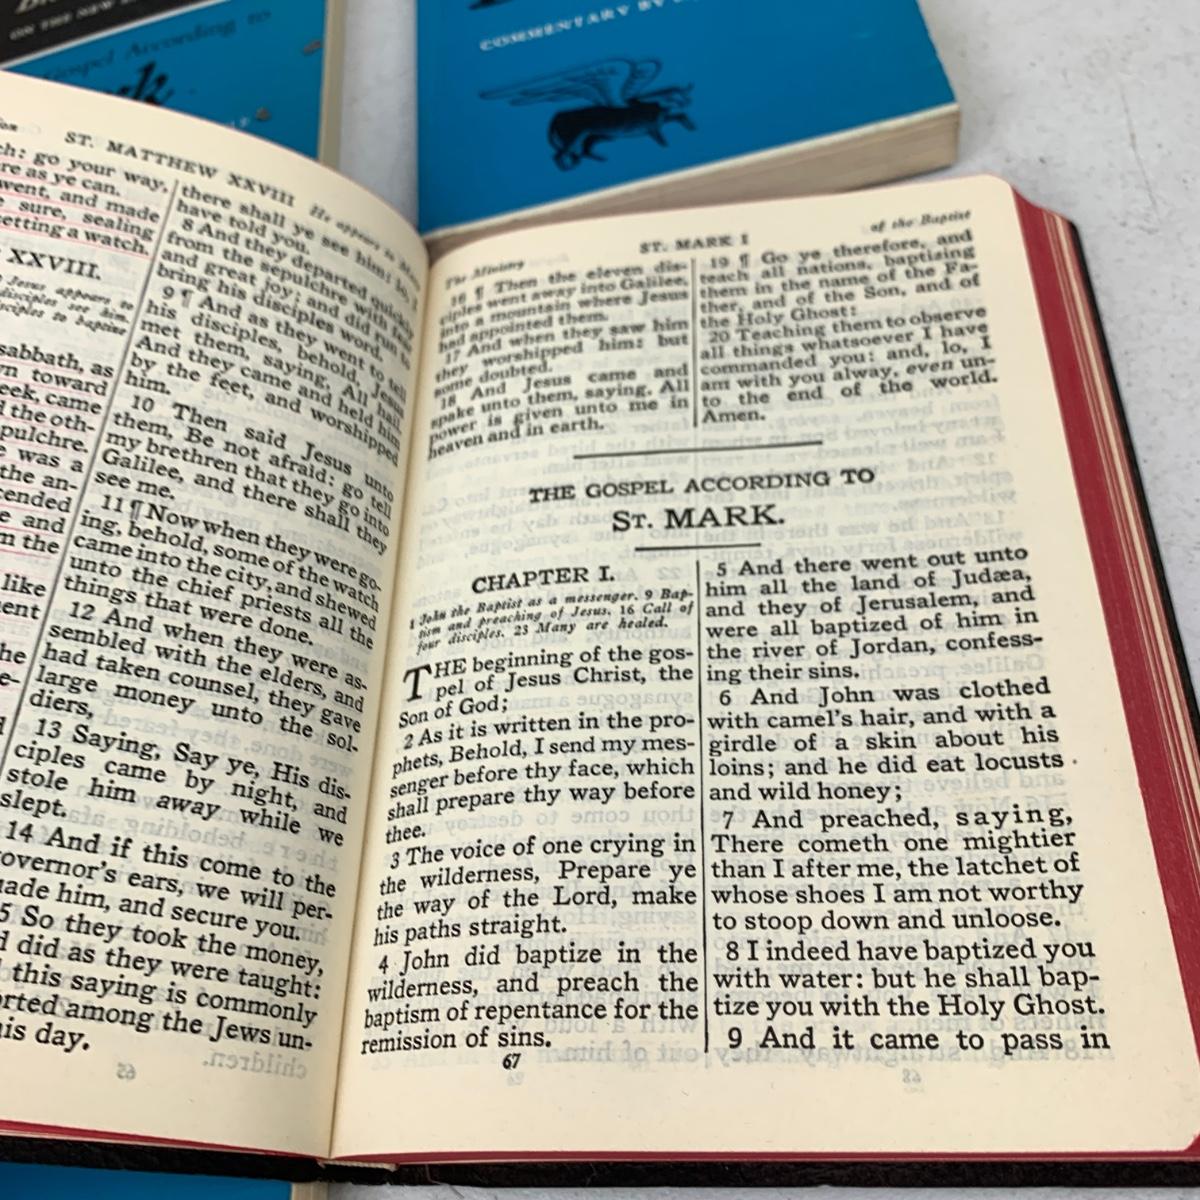 ON THE NEW
Gospel According to
COMMENTARY BY
ST. MATTHEW XXVIII
He appears to
ch: go your way,
re as ye can.
went, and made
sure, sealing
setting a watch.
XXVIII.
Jesus appears to
disciples see him.
disciples to baptize
sabbath, as
toward
eek, came
d the oth-
pulchre.
was a
the an-
cended
e and
m the
like
he
there shall ye see him: lo, I
have told you.
8 And they departed quickly
from the sepulchre with fear
and great joy; and did run to
bring his disciples word.
9 ¶ And as they went to tell
his disciples, behold, Jesus
met them, saying, All hail.
And they came and held him
by the feet, and worshipped
him.
10 Then said Jesus unto
them, Be not afraid: go tell
my brethren that they go into
Galilee, and there shall they
see me.
11 ¶ Now when they were go-
ing, behold, some of the watch
came into the city, and shewed
unto the chief priests all the
things that were done.
12 And when they were as-
sembled with the elders, and
had taken counsel, they gave
large money unto the sol-
diers,
13 Saying, Say ye, His dis-
ciples came by night, and
stole him away while we
slept.
14 And if this come to the
governor's ears, we will per-
uade him, and secure you.
5 So they took the money,
d did as they were taught:
this saying is commonly
orted among the Jews un-
his day.
The Ministry
ST. MARK I
of the Baptist
16 ¶ Then the eleven dis-
ciples went away into Galilee,
into a mountain where Jesus
had appointed them.
17 And when they saw him
they worshipped him: but
some doubted.
18 And Jesus came and
spake unto them, saying, All
power is given unto me in
heaven and in earth.
19 ¶ Go ye therefore, and
teach all nations, baptizing
them in the name of the Fa-
ther, and of the Son, and of
the Holy Ghost:
20 Teaching them to observe
all things whatsoever I have
commanded you: and, lo, I
am with you alway, even un-
to the end of the world.
Amen.
THE GOSPEL ACCORDING TO
ST. MARK.
CHAPTER I.
1 John the Baptist as a messenger. 9 Bap-
tism and preaching of Jesus. 16 Call of
four disciples. 23 Many are healed.
THE beginning of the gos-
pel of Jesus Christ, the
Son of God;
2 As it is written in the pro-
phets, Behold, I send my mes-
senger before thy face, which
shall prepare thy way before
thee.
3 The voice of one crying in
the wilderness, Prepare ye
the way of the Lord, make
his paths straight.
4 John did baptize in the
wilderness, and preach the
baptism of repentance for the
remission of sins.
5 And there went out unto
him all the land of Judæa,
and they of Jerusalem, and
were all baptized of him in
the river of Jordan, confess-
ing their sins.
6 And John was clothed
with camel's hair, and with a
girdle of a skin about his
loins; and he did eat locusts
and wild honey;
7 And preached, saying,
There cometh one mightier
than I after me, the latchet of
whose shoes I am not worthy
to stoop down and unloose.
8 I indeed have baptized you
with water: but he shall bap-
tize you with the Holy Ghost.
9 And it came to pass in
67